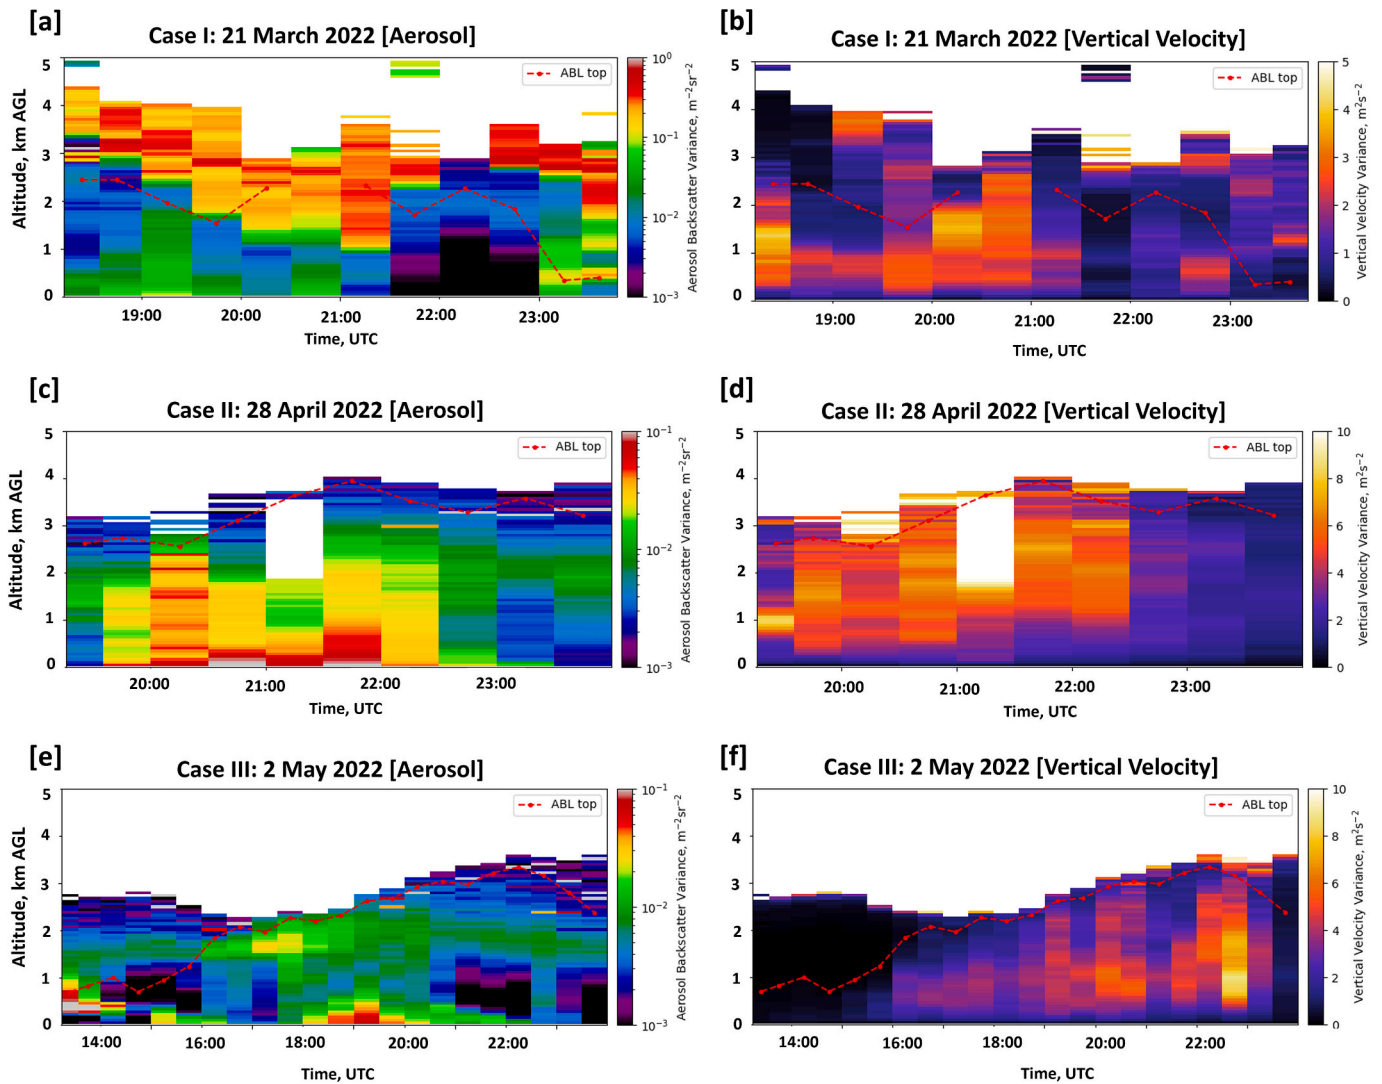 [a]
Case I: 21 March 2022 [Aerosol]
ABL top
Altitude, km AGL
5
4
3
2
1
0
19:00 20:00 21:00 22:00 23:00
Time, UTC
10⁰
10⁻¹
10⁻²
10⁻³
Aerosol Backscatter Variance, m⁻²sr⁻²
[b]
Case I: 21 March 2022 [Vertical Velocity]
ABL top
5
4
3
2
1
0
19:00 20:00 21:00 22:00 23:00
Time, UTC
5
4
3
2
1
0
Vertical Velocity Variance, m²s⁻²
[c]
Case II: 28 April 2022 [Aerosol]
ABL top
Altitude, km AGL
5
4
3
2
1
0
20:00 21:00 22:00 23:00
Time, UTC
10⁻¹
10⁻²
10⁻³
Aerosol Backscatter Variance, m⁻²sr⁻²
[d]
Case II: 28 April 2022 [Vertical Velocity]
ABL top
5
4
3
2
1
0
20:00 21:00 22:00 23:00
Time, UTC
10
8
6
4
2
0
Vertical Velocity Variance, m²s⁻²
[e]
Case III: 2 May 2022 [Aerosol]
ABL top
Altitude, km AGL
5
4
3
2
1
0
14:00 16:00 18:00 20:00 22:00
Time, UTC
10⁻¹
10⁻²
10⁻³
Aerosol Backscatter Variance, m⁻²sr⁻²
[f]
Case III: 2 May 2022 [Vertical Velocity]
ABL top
5
4
3
2
1
0
14:00 16:00 18:00 20:00 22:00
Time, UTC
10
8
6
4
2
0
Vertical Velocity Variance, m²s⁻²